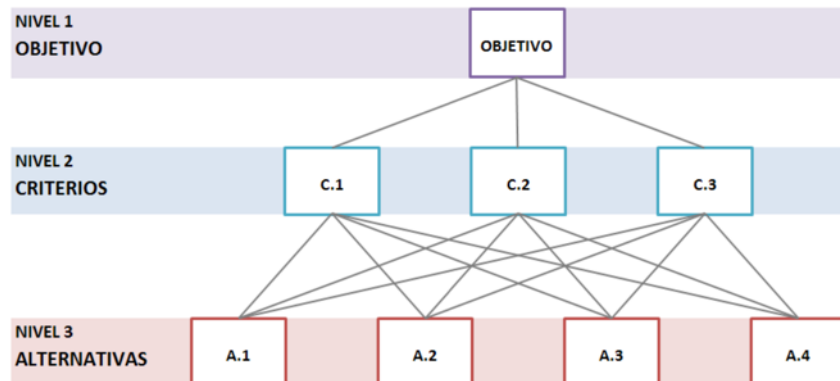 NIVEL 1
OBJETIVO
OBJETIVO
NIVEL 2
CRITERIOS
C.1
C.2
C.3
NIVEL 3
ALTERNATIVAS
A.1
A.2
A.3
A.4